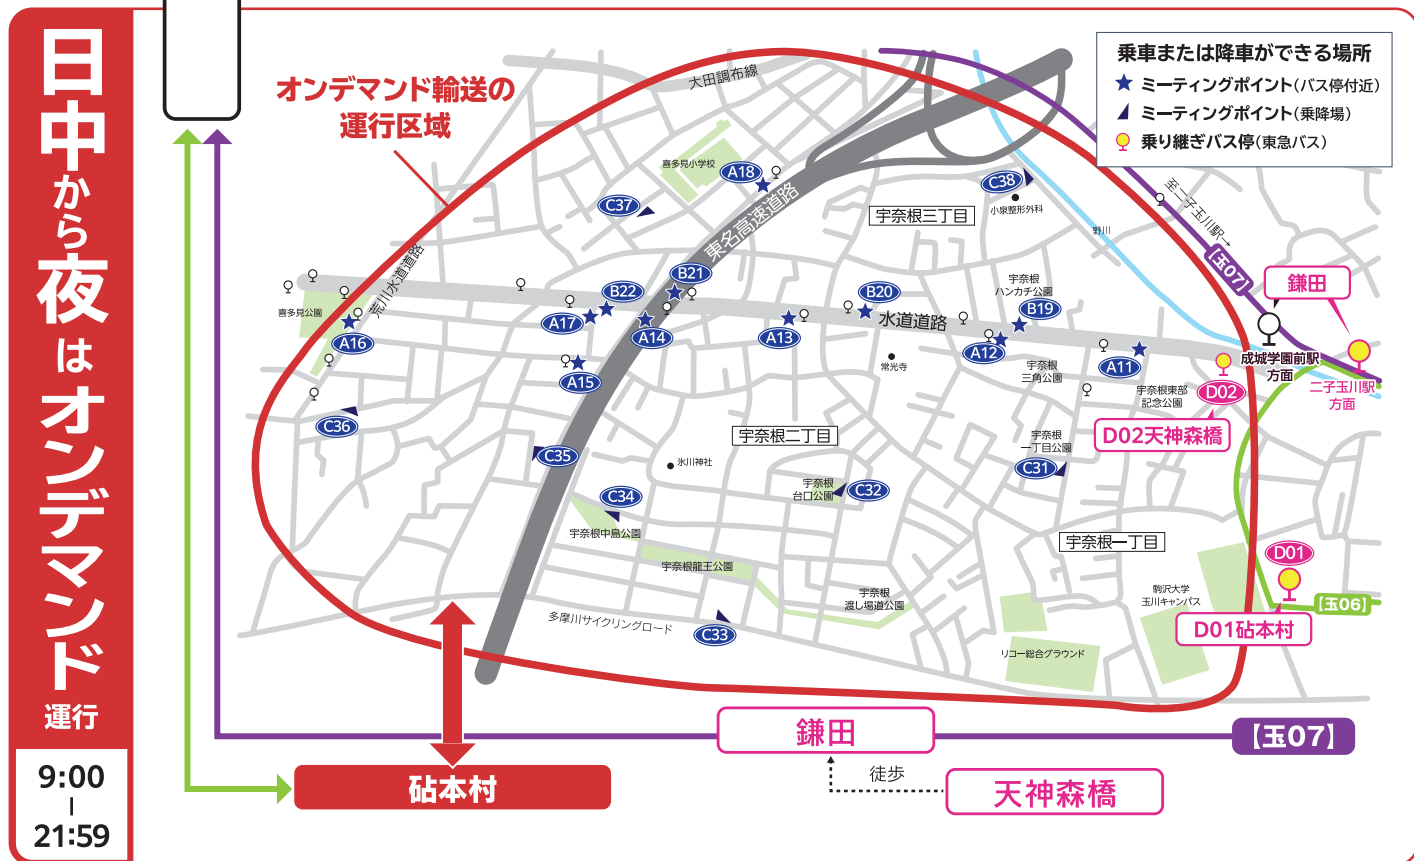 日中から夜はオンデマンド運行
9:00
|
21:59
オンデマンド輸送の
運行区域
乗車または降車ができる場所
ミーティングポイント(バス停付近)
ミーティングポイント(乗降場)
乗り継ぎバス停(東急バス)
大田調布線
喜多見小学校
A18
C37
東名高速道路
C38
小泉整形外科
宇奈根三丁目
野川
至二子玉川駅→
【玉07】
鎌田
荒川水道道路
喜多見公園
A16
B21
B22
A17
A14
A15
A13
B20
水道道路
宇奈根
ハンカチ公園
B19
A12
常光寺
宇奈根
三角公園
A11
宇奈根東部
記念公園
成城学園前駅
方面
二子玉川駅
方面
D02
D02天神森橋
C36
C35
宇奈根二丁目
氷川神社
宇奈根
一丁目公園
C31
宇奈根
台口公園
C32
C34
宇奈根中島公園
宇奈根龍王公園
宇奈根一丁目
D01
宇奈根
渡し場道公園
駒沢大学
玉川キャンパス
【玉06】
多摩川サイクリングロード
C33
D01砧本村
リコー総合グラウンド
鎌田
【玉07】
砧本村
徒歩
天神森橋